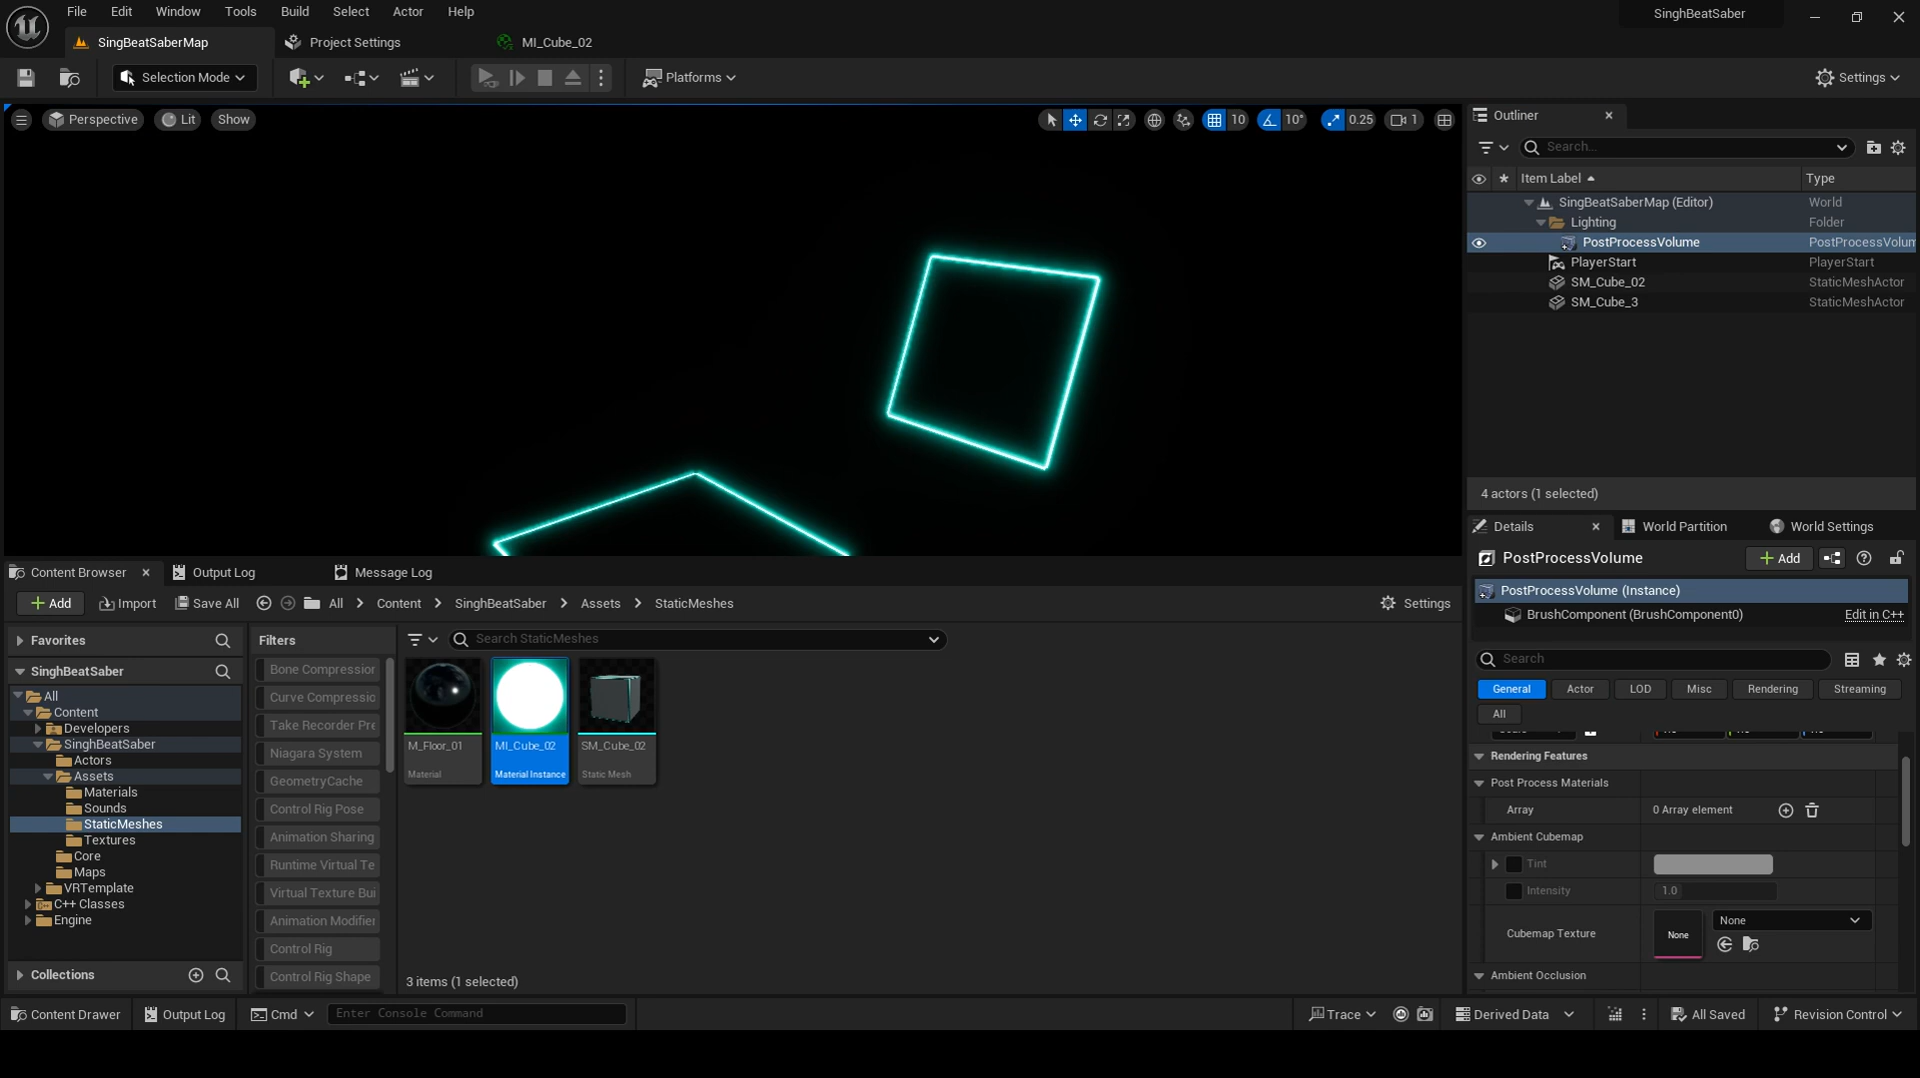 File Edit Window Tools Build Select Actor Help
SinghBeatSaber
SingBeatSaberMap
Project Settings
MI_Cube_02
Selection Mode
Platforms
Settings
Perspective
Lit
Show
10
10°
0.25
1
Outliner
Search...
Item Label
Type
SingBeatSaberMap (Editor) World
Lighting Folder
PostProcessVolume PostProcessVolum
PlayerStart PlayerStart
SM_Cube_02 StaticMeshActor
SM_Cube_3 StaticMeshActor
4 actors (1 selected)
Details
World Partition
World Settings
PostProcessVolume
Add
PostProcessVolume (Instance)
BrushComponent (BrushComponent0) Edit in C++
Search
General Actor LOD Misc Rendering Streaming
All
Rendering Features
Post Process Materials
Array 0 Array element
Ambient Cubemap
Tint
Intensity 1.0
Cubemap Texture None None
Ambient Occlusion
Content Browser
Output Log
Message Log
Add Import Save All All Content SinghBeatSaber Assets StaticMeshes Settings
Favorites
SinghBeatSaber
All
Content
Developers
SinghBeatSaber
Actors
Assets
Materials
Sounds
StaticMeshes
Textures
Core
Maps
VRTemplate
C++ Classes
Engine
Collections
Filters
Bone Compression
Curve Compressio
Take Recorder Pre
Niagara System
GeometryCache
Control Rig Pose
Animation Sharing
Runtime Virtual Te
Virtual Texture Bui
Animation Modifier
Control Rig
Control Rig Shape
Search StaticMeshes
M_Floor_01
Material
MI_Cube_02
Material Instance
SM_Cube_02
Static Mesh
3 items (1 selected)
Content Drawer Output Log Cmd Enter Console Command Trace Derived Data All Saved Revision Control